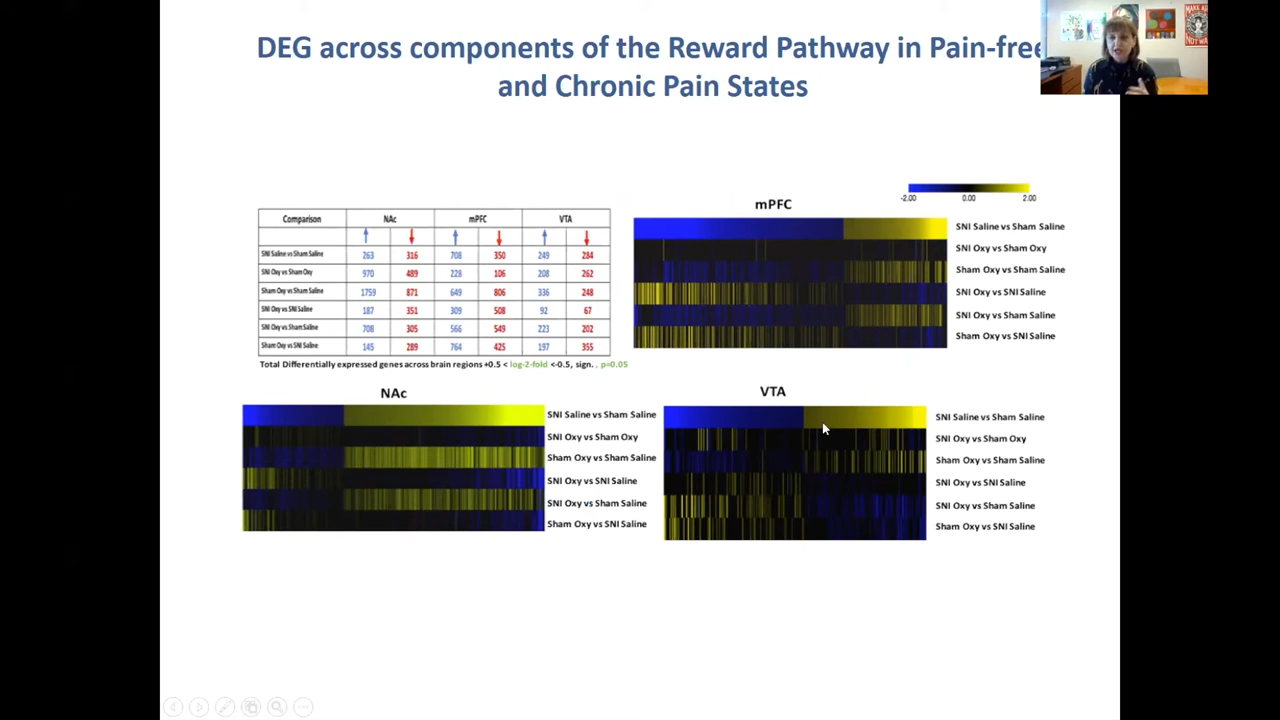 DEG across components of the Reward Pathway in Pain-free
and Chronic Pain States
Comparison NAc mPFC VTA
SNI Saline vs Sham Saline 263 316 708 350 249 284
SNI Oxy vs Sham Oxy 970 489 228 106 208 262
Sham Oxy vs Sham Saline 1759 871 649 806 336 248
SNI Oxy vs SNI Saline 187 351 309 508 92 67
SNI Oxy vs Sham Saline 708 305 566 549 223 202
Sham Oxy vs SNI Saline 145 289 764 425 197 355
Total Differentially expressed genes across brain regions +0.5 < log-2-fold <-0.5, sign. , p=0.05
mPFC
-2.00 0.00 2.00
SNI Saline vs Sham Saline
SNI Oxy vs Sham Oxy
Sham Oxy vs Sham Saline
SNI Oxy vs SNI Saline
SNI Oxy vs Sham Saline
Sham Oxy vs SNI Saline
NAc
SNI Saline vs Sham Saline
SNI Oxy vs Sham Oxy
Sham Oxy vs Sham Saline
SNI Oxy vs SNI Saline
SNI Oxy vs Sham Saline
Sham Oxy vs SNI Saline
VTA
SNI Saline vs Sham Saline
SNI Oxy vs Sham Oxy
Sham Oxy vs Sham Saline
SNI Oxy vs SNI Saline
SNI Oxy vs Sham Saline
Sham Oxy vs SNI Saline